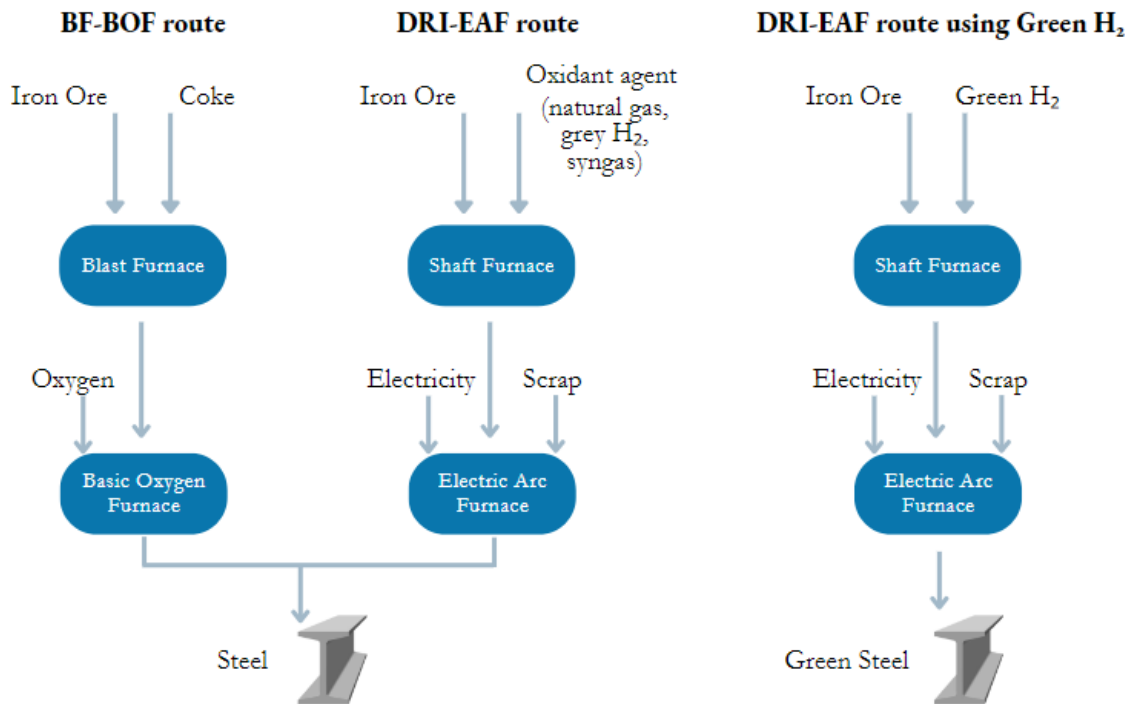 BF-BOF route
DRI-EAF route
DRI-EAF route using Green H₂
Iron Ore
Coke
Iron Ore
Oxidant agent
(natural gas,
grey H₂,
syngas)
Iron Ore
Green H₂
Blast Furnace
Shaft Furnace
Shaft Furnace
Oxygen
Electricity
Scrap
Electricity
Scrap
Basic Oxygen
Furnace
Electric Arc
Furnace
Electric Arc
Furnace
Steel
Green Steel